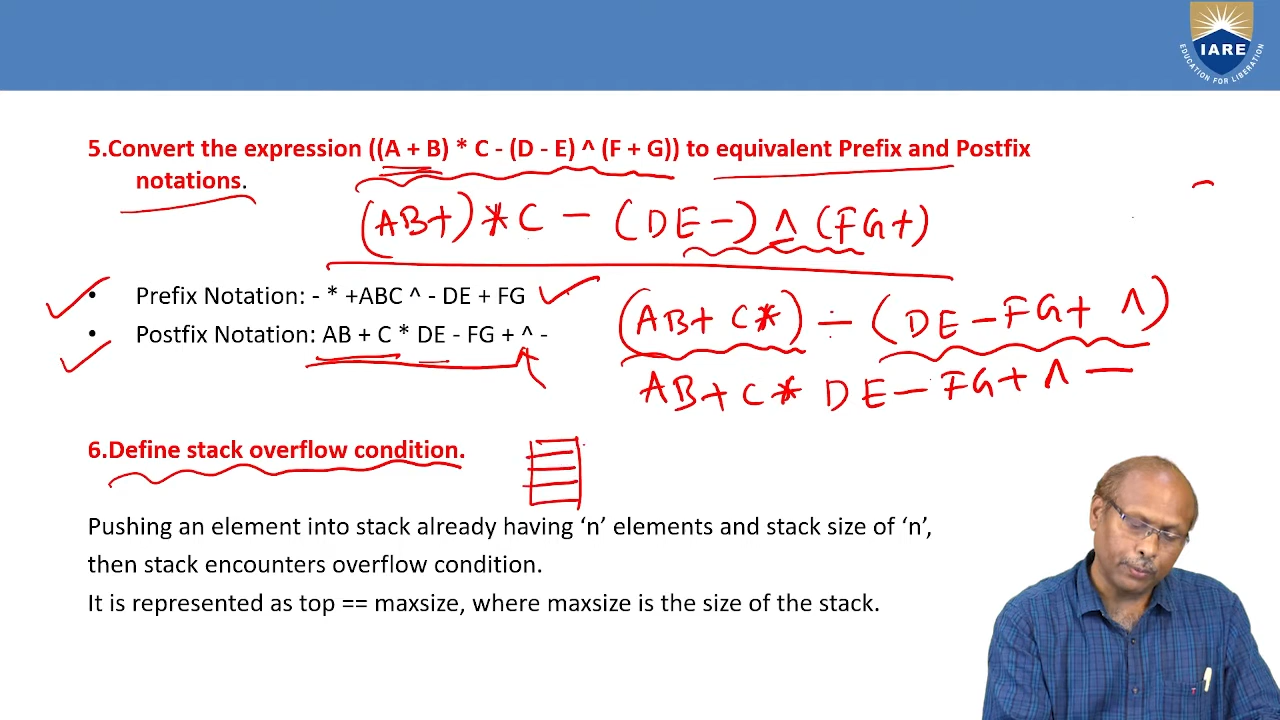 IARE
EDUCATION FOR LIBERATION
5.Convert the expression ((A + B) * C - (D - E) ^ (F + G)) to equivalent Prefix and Postfix
notations.
(AB+) * C - (DE-) ^ (FG+)
• Prefix Notation: - * +ABC ^ - DE + FG
(AB+ C*) - (DE-FG+ ^)
• Postfix Notation: AB + C * DE - FG + ^ -
AB+C* DE-FG+^-
6.Define stack overflow condition.
Pushing an element into stack already having ‘n’ elements and stack size of ‘n’,
then stack encounters overflow condition.
It is represented as top == maxsize, where maxsize is the size of the stack.